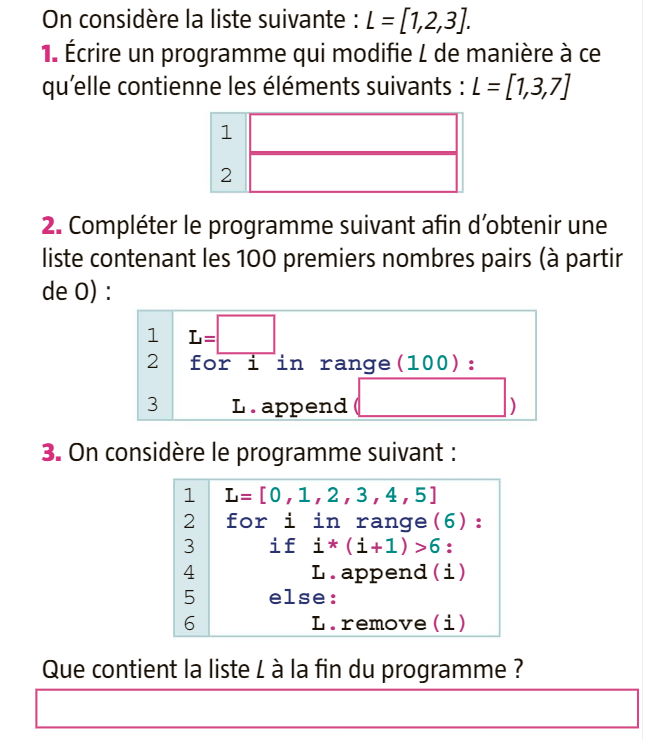 On considère la liste suivante : L = [1,2,3].
1. Écrire un programme qui modifie L de manière à ce
qu’elle contienne les éléments suivants : L = [1,3,7]
1
2
2. Compléter le programme suivant afin d’obtenir une
liste contenant les 100 premiers nombres pairs (à partir
de 0) :
1 L=
2 for i in range(100):
3 L.append( )
3. On considère le programme suivant :
1 L=[0,1,2,3,4,5]
2 for i in range(6):
3 if i*(i+1)>6:
4 L.append(i)
5 else:
6 L.remove(i)
Que contient la liste L à la fin du programme ?